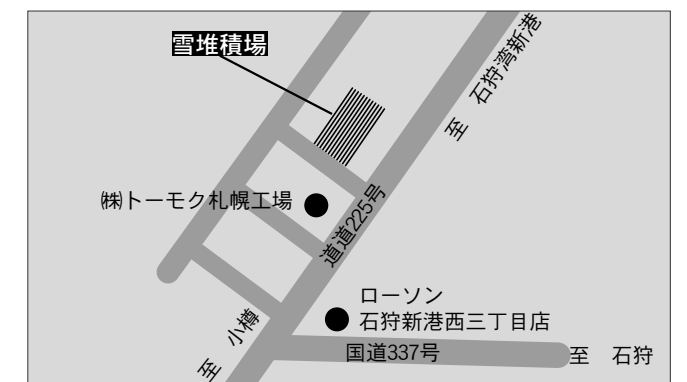 雪堆積場
至　石狩湾新港
㈱トーモク札幌工場
道道225号
ローソン
石狩新港西三丁目店
至　小樽
国道337号
至　石狩